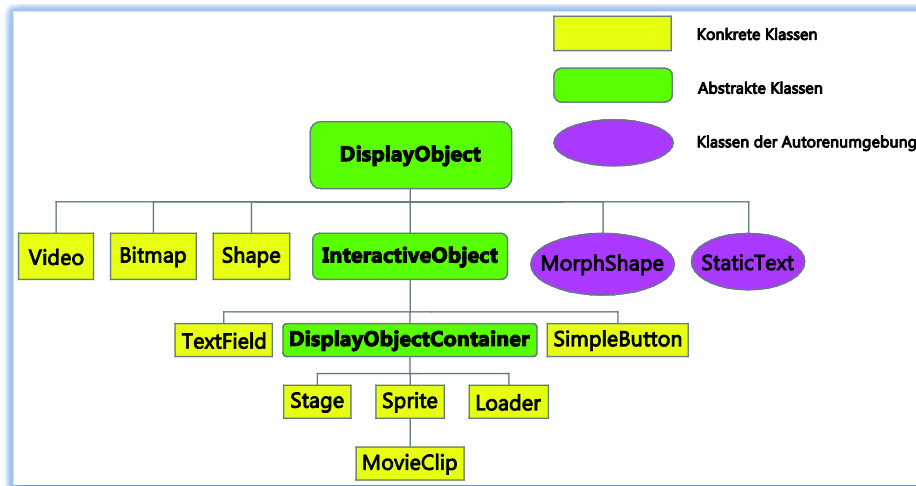 Konkrete Klassen
Abstrakte Klassen
Klassen der Autorenumgebung
DisplayObject
Video
Bitmap
Shape
InteractiveObject
MorphShape
StaticText
TextField
DisplayObjectContainer
SimpleButton
Stage
Sprite
Loader
MovieClip